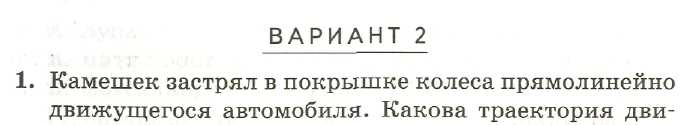 ВАРИАНТ 2
1. Камешек застрял в покрышке колеса прямолинейно
движущегося автомобиля. Какова траектория дви-